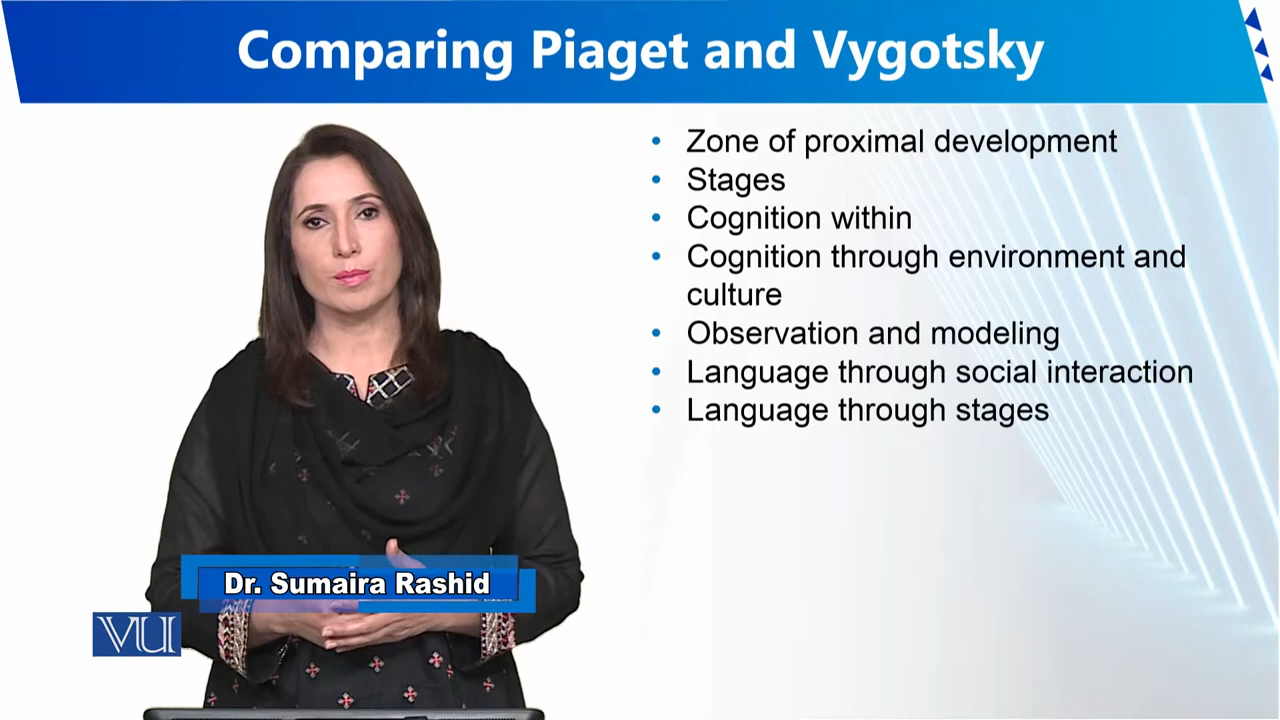 Comparing Piaget and Vygotsky
• Zone of proximal development
• Stages
• Cognition within
• Cognition through environment and
culture
• Observation and modeling
• Language through social interaction
• Language through stages
Dr. Sumaira Rashid
VU